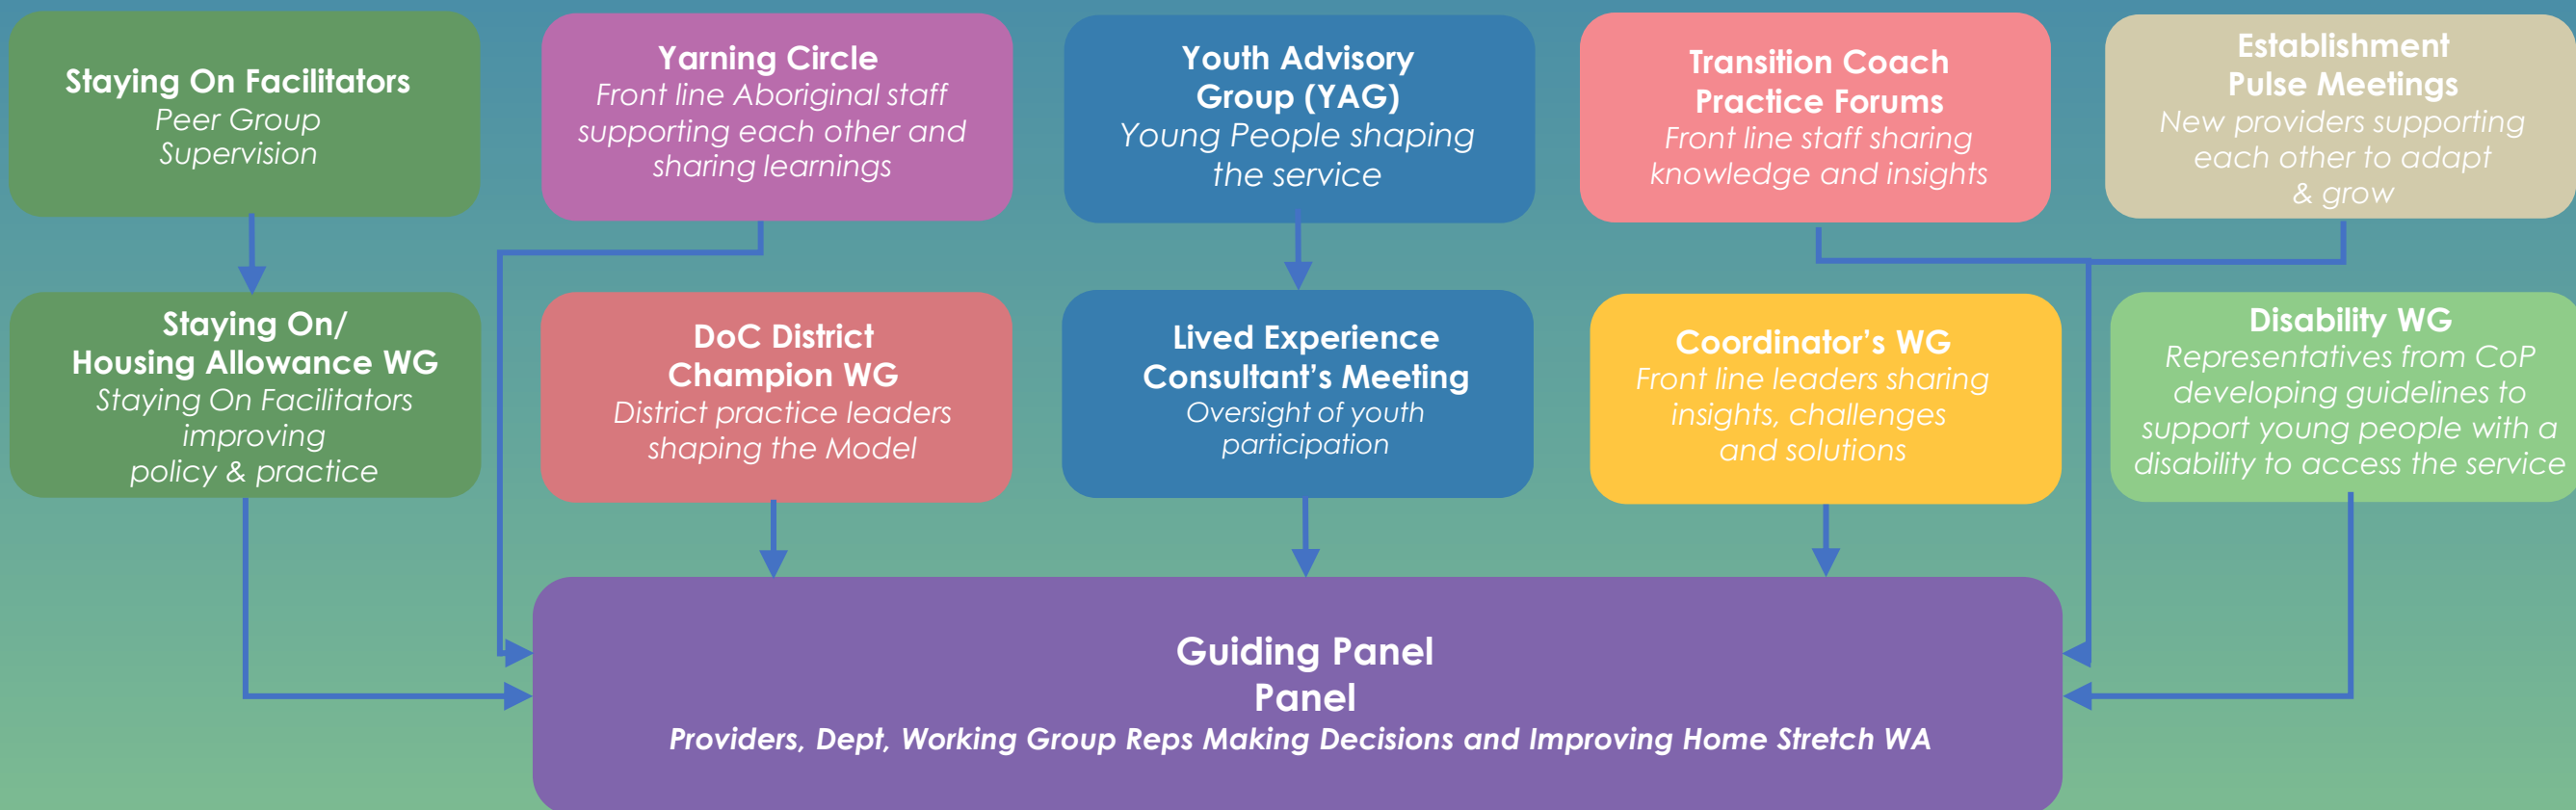 Staying On Facilitators
Peer Group
Supervision
Yarning Circle
Front line Aboriginal staff
supporting each other and
sharing learnings
Youth Advisory
Group (YAG)
Young People shaping
the service
Transition Coach
Practice Forums
Front line staff sharing
knowledge and insights
Establishment
Pulse Meetings
New providers supporting
each other to adapt
& grow
Staying On/
Housing Allowance WG
Staying On Facilitators
improving
policy & practice
DoC District
Champion WG
District practice leaders
shaping the Model
Lived Experience
Consultant’s Meeting
Oversight of youth
participation
Coordinator’s WG
Front line leaders sharing
insights, challenges
and solutions
Disability WG
Representatives from CoP
developing guidelines to
support young people with a
disability to access the service
Guiding Panel
Panel
Providers, Dept, Working Group Reps Making Decisions and Improving Home Stretch WA